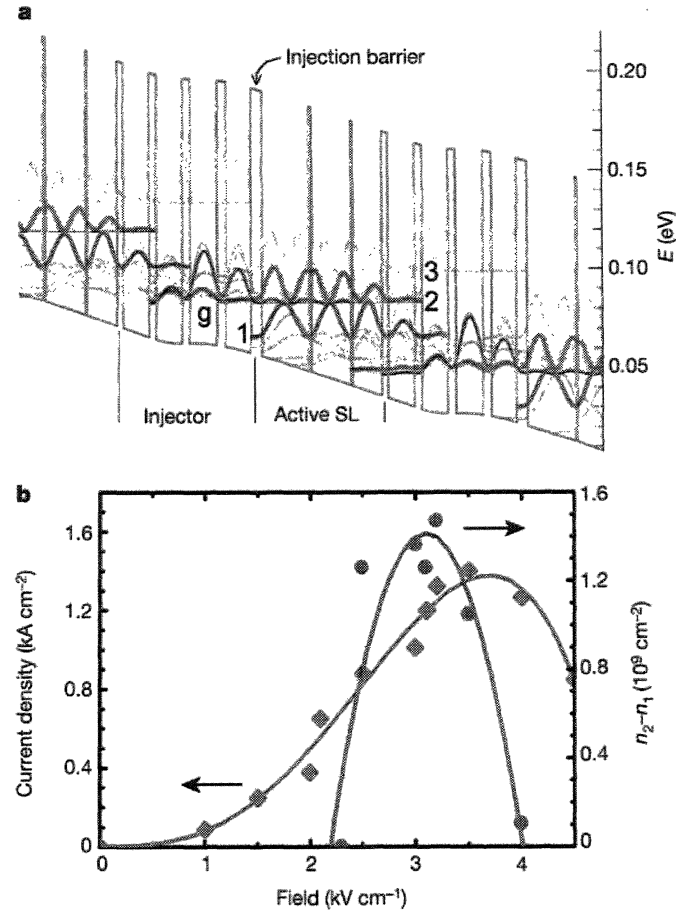 a
Injection barrier
0.20
0.15
0.10
0.05
E (eV)
3
2
g
1
Injector
Active SL
b
1.6
1.2
0.8
0.4
0
Current density (kA cm⁻²)
1.6
1.2
0.8
0.4
0
n₂–n₁ (10⁹ cm⁻²)
0 1 2 3 4
Field (kV cm⁻¹)